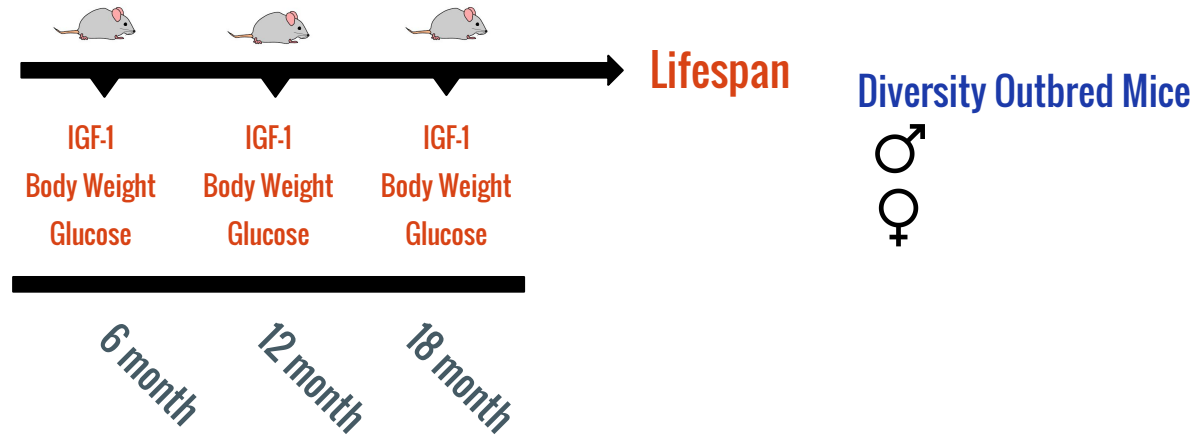 Lifespan
Diversity Outbred Mice
IGF-1
Body Weight
Glucose
IGF-1
Body Weight
Glucose
IGF-1
Body Weight
Glucose
6 month
12 month
18 month